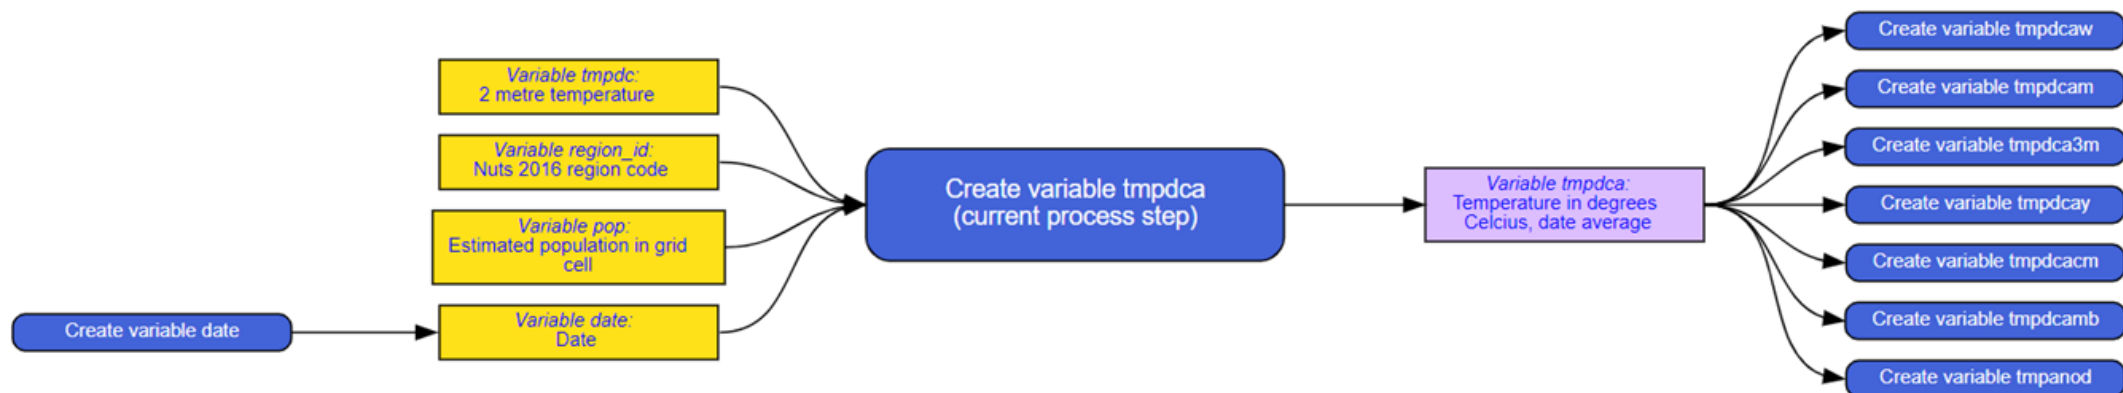 Create variable date
Variable tmpdc:
2 metre temperature
Variable region_id:
Nuts 2016 region code
Variable pop:
Estimated population in grid
cell
Variable date:
Date
Create variable tmpdca
(current process step)
Variable tmpdca:
Temperature in degrees
Celcius, date average
Create variable tmpdcaw
Create variable tmpdcam
Create variable tmpdca3m
Create variable tmpdcay
Create variable tmpdcacm
Create variable tmpdcamb
Create variable tmpanod